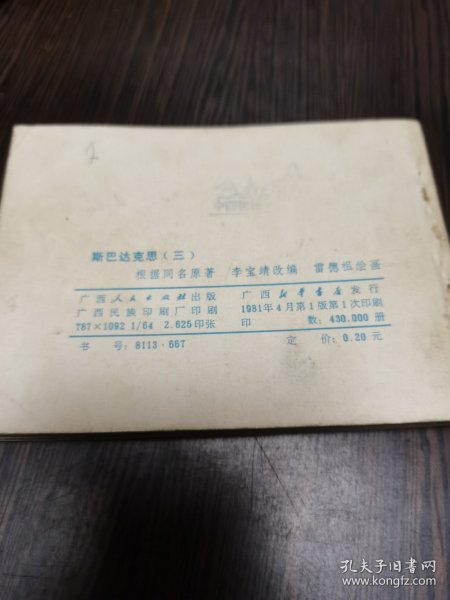 斯巴达克思（三）
根据同名原著 李宝靖改编 雷德祖绘画
广西人民出版社出版 广西新华书店发行
广西民族印刷厂印刷 1981年4月第1版第1次印刷
787×1092 1/64 2.625印张 印 数：430,000册
书 号：8113·667 定 价：0.20元
孔夫子旧书网
www.kongfz.com